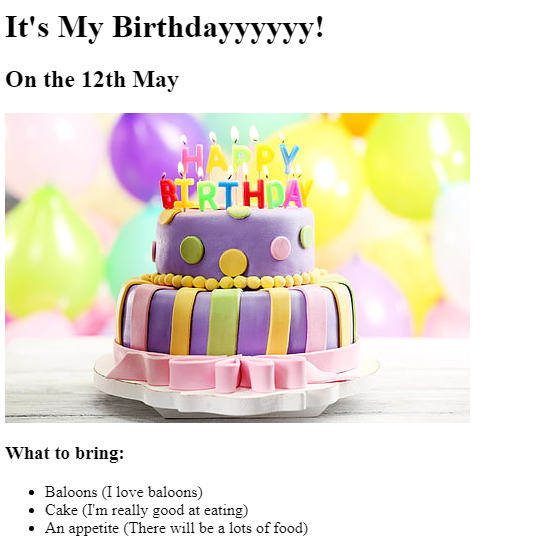 It's My Birthdayyyyyy!
On the 12th May
HAPPY
BIRTHDAY
What to bring:
Baloons (I love baloons)
Cake (I'm really good at eating)
An appetite (There will be a lots of food)